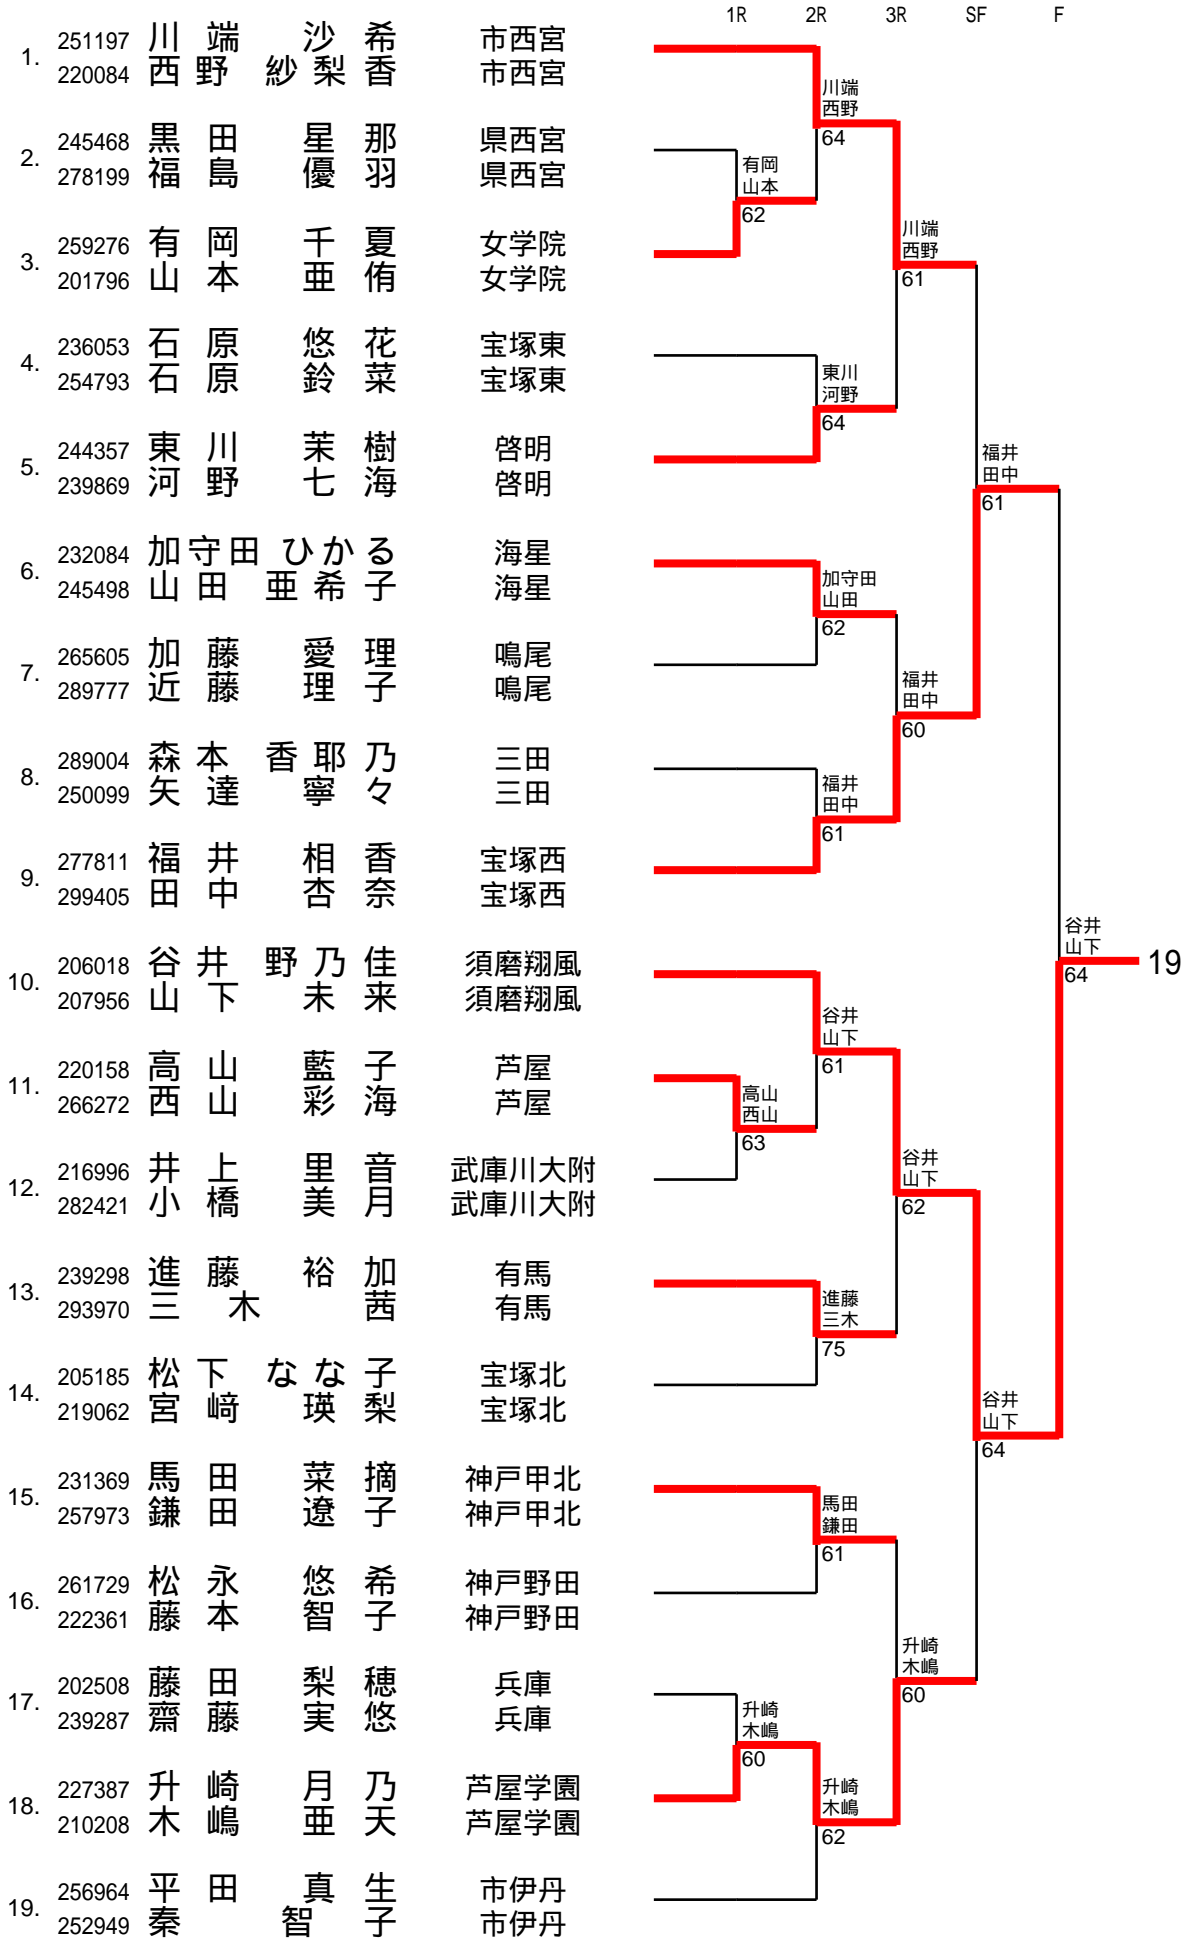 1R 2R 3R SF F
1. 251197 川端 沙希 市西宮
220084 西野 紗梨香 市西宮
2. 245468 黒田 星那 県西宮
278199 福島 優羽 県西宮
3. 259276 有岡 千夏 女学院
201796 山本 亜侑 女学院
4. 236053 石原 悠花 宝塚東
254793 石原 鈴菜 宝塚東
5. 244357 東川 茉樹 啓明
239869 河野 七海 啓明
6. 232084 加守田 ひかる 海星
245498 山田 亜希子 海星
7. 265605 加藤 愛理 鳴尾
289777 近藤 理子 鳴尾
8. 289004 森本 香耶乃 三田
250099 矢達 寧々 三田
9. 277811 福井 相香 宝塚西
299405 田中 杏奈 宝塚西
10. 206018 谷井 野乃佳 須磨翔風
207956 山下 未来 須磨翔風
11. 220158 高山 藍子 芦屋
266272 西山 彩海 芦屋
12. 216996 井上 里音 武庫川大附
282421 小橋 美月 武庫川大附
13. 239298 進藤 裕加 有馬
293970 三木 茜 有馬
14. 205185 松下 なな子 宝塚北
219062 宮﨑 瑛梨 宝塚北
15. 231369 馬田 菜摘 神戸甲北
257973 鎌田 遼子 神戸甲北
16. 261729 松永 悠希 神戸野田
222361 藤本 智子 神戸野田
17. 202508 藤田 梨穂 兵庫
239287 齋藤 実悠 兵庫
18. 227387 升崎 月乃 芦屋学園
210208 木嶋 亜天 芦屋学園
19. 256964 平田 真生 市伊丹
252949 秦 智子 市伊丹
有岡
山本
62
高山
西山
63
升崎
木嶋
60
川端
西野
64
東川
河野
64
加守田
山田
62
福井
田中
61
谷井
山下
61
進藤
三木
75
馬田
鎌田
61
升崎
木嶋
62
川端
西野
61
福井
田中
60
谷井
山下
62
升崎
木嶋
60
福井
田中
61
谷井
山下
64
谷井
山下
64
19